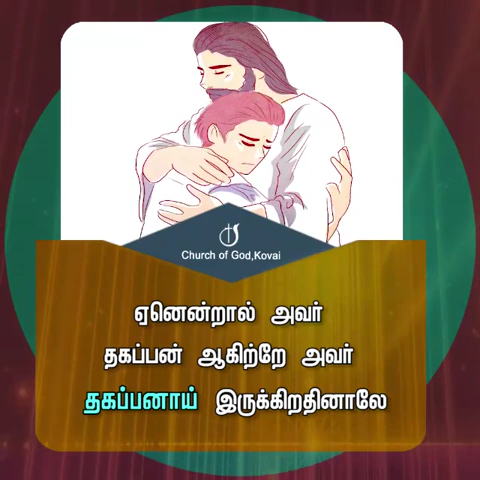 Church of God,Kovai
ஏனென்றால் அவர்
தகப்பன் ஆகிற்றே அவர்
தகப்பனாய் இருக்கிறதினாலே